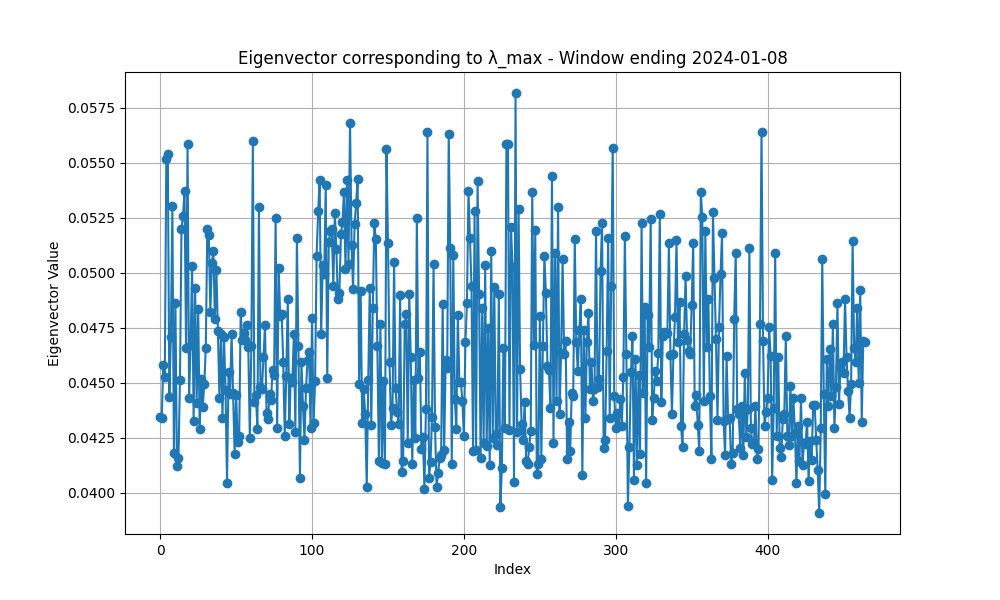 Eigenvector corresponding to λ_max - Window ending 2024-01-08
0.0575
0.0550
0.0525
0.0500
0.0475
0.0450
0.0425
0.0400
Eigenvector Value
0 100 200 300 400
Index